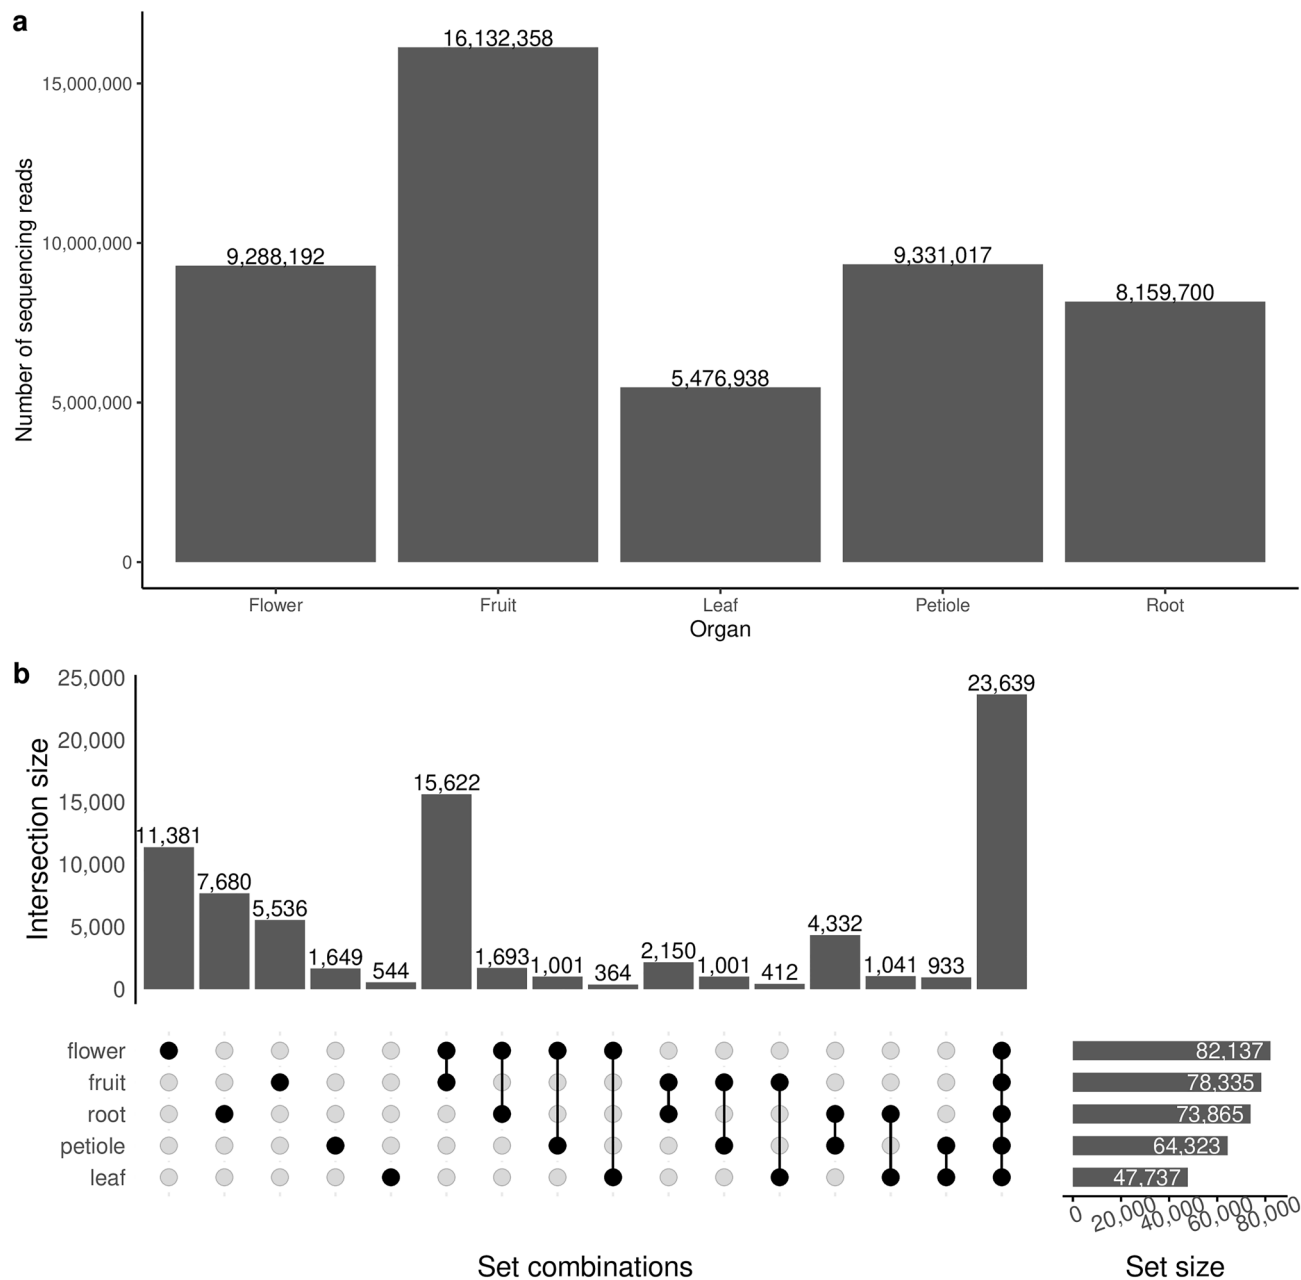 a
16,132,358
15,000,000
10,000,000
9,288,192
9,331,017
8,159,700
5,476,938
5,000,000
0
Number of sequencing reads
Flower Fruit Leaf Petiole Root
Organ
b
25,000
20,000
15,000
10,000
5,000
0
Intersection size
11,381
7,680
5,536
1,649
544
15,622
1,693
1,001
364
2,150
1,001
412
4,332
1,041
933
23,639
flower
fruit
root
petiole
leaf
82,137
78,335
73,865
64,323
47,737
0 20,000 40,000 60,000 80,000
Set combinations
Set size